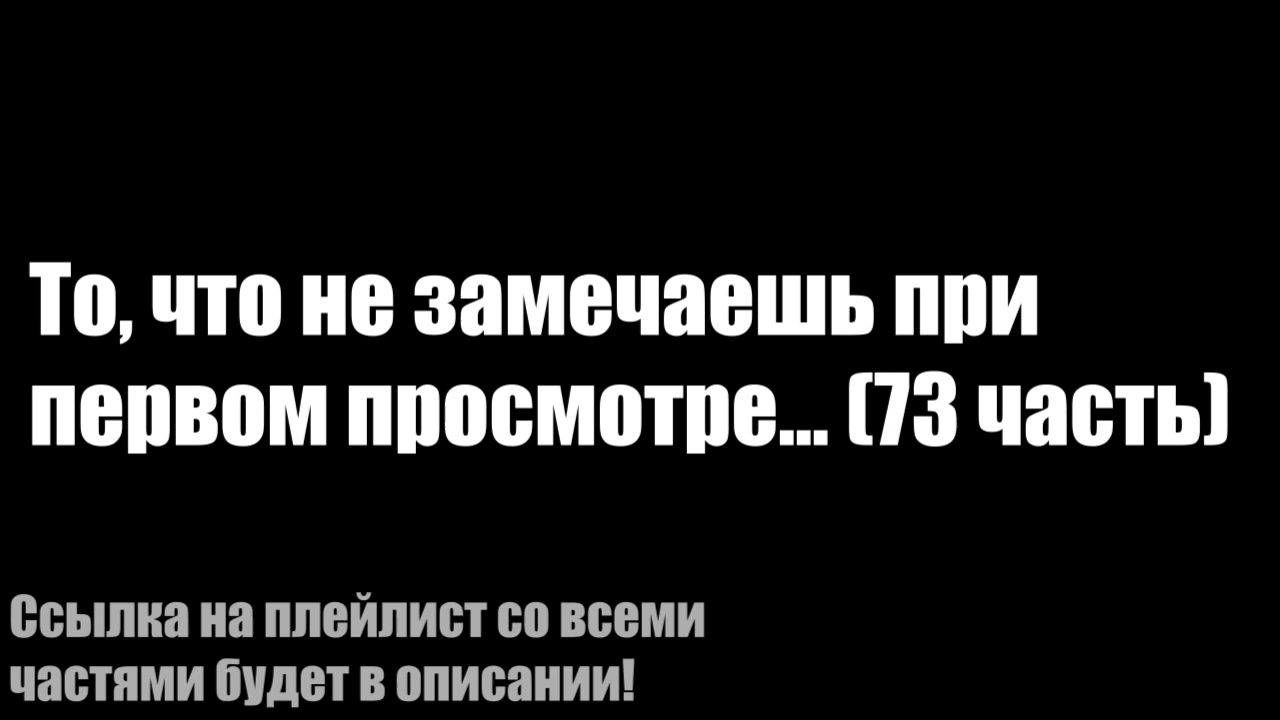 То, что не замечаешь при
первом просмотре... (73 часть)
Ссылка на плейлист со всеми
частями будет в описании!